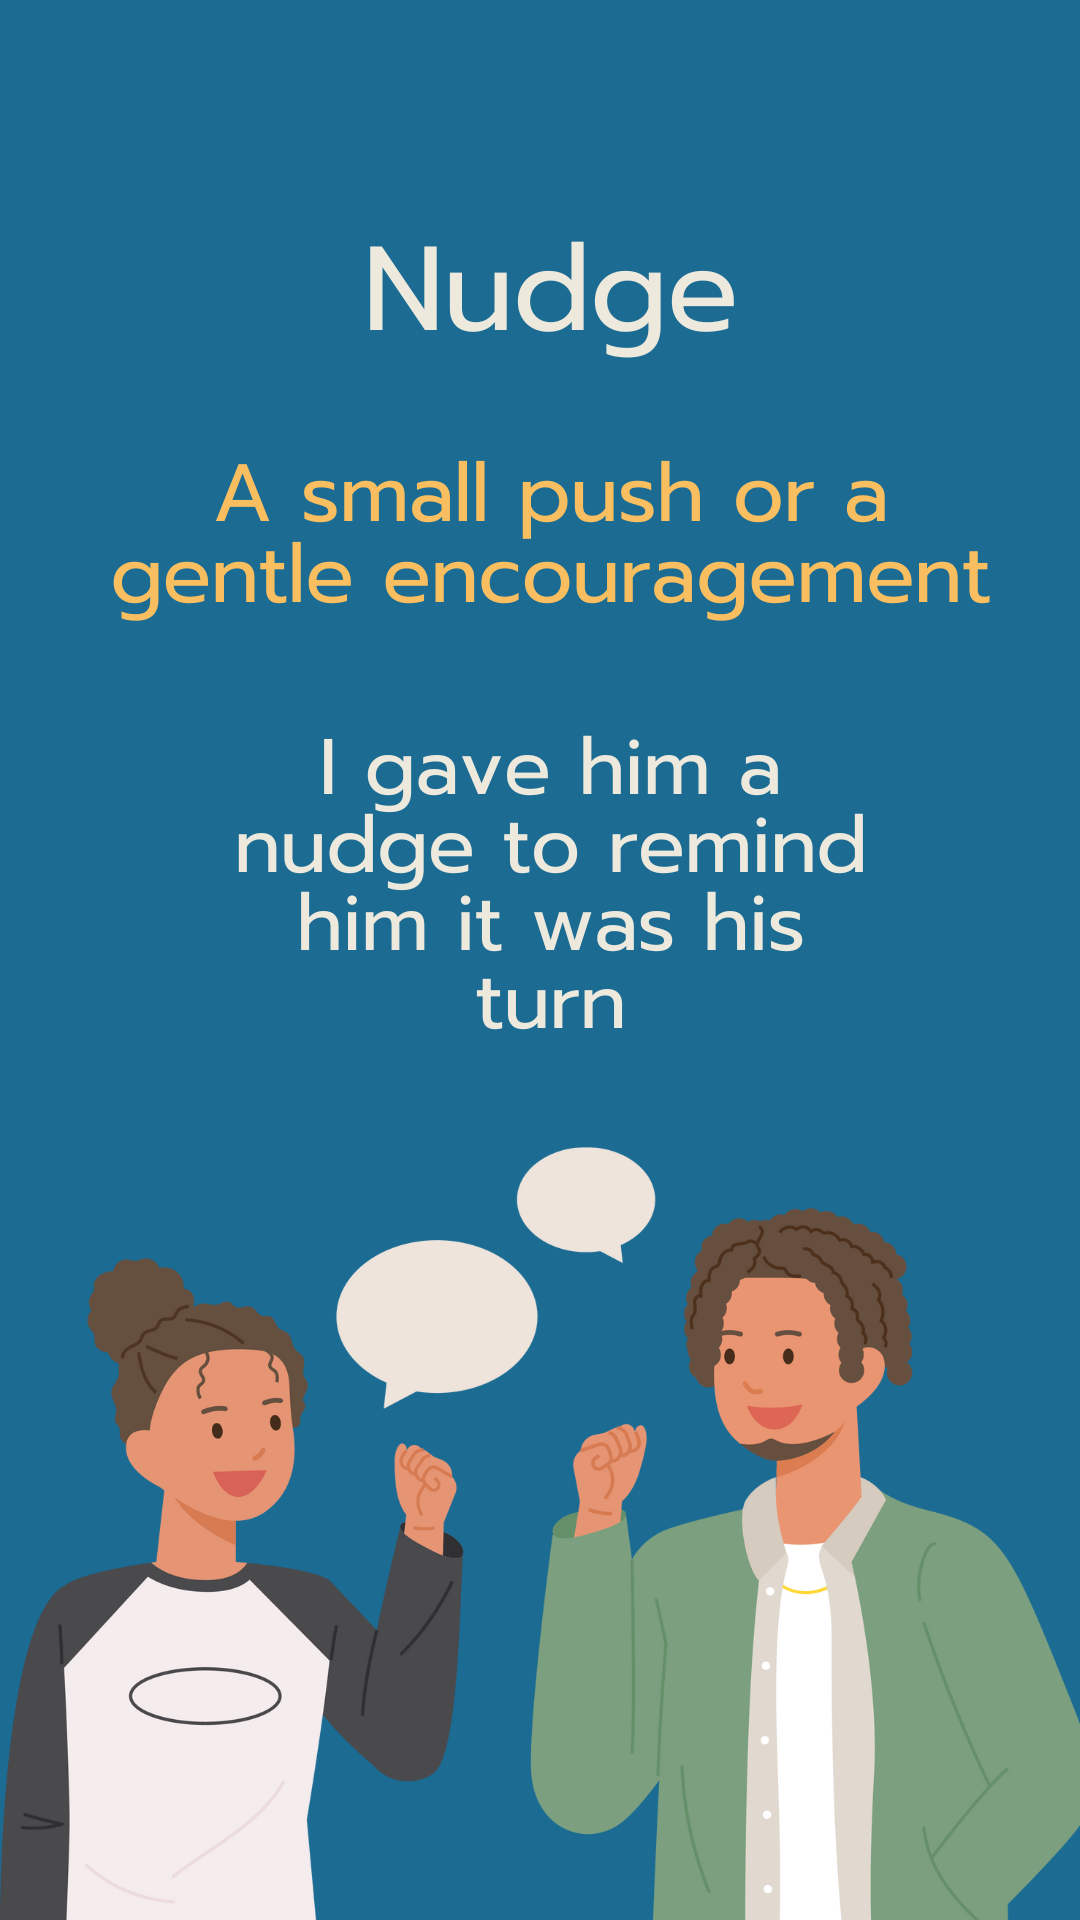 Nudge
A small push or a
gentle encouragement
I gave him a
nudge to remind
him it was his
turn